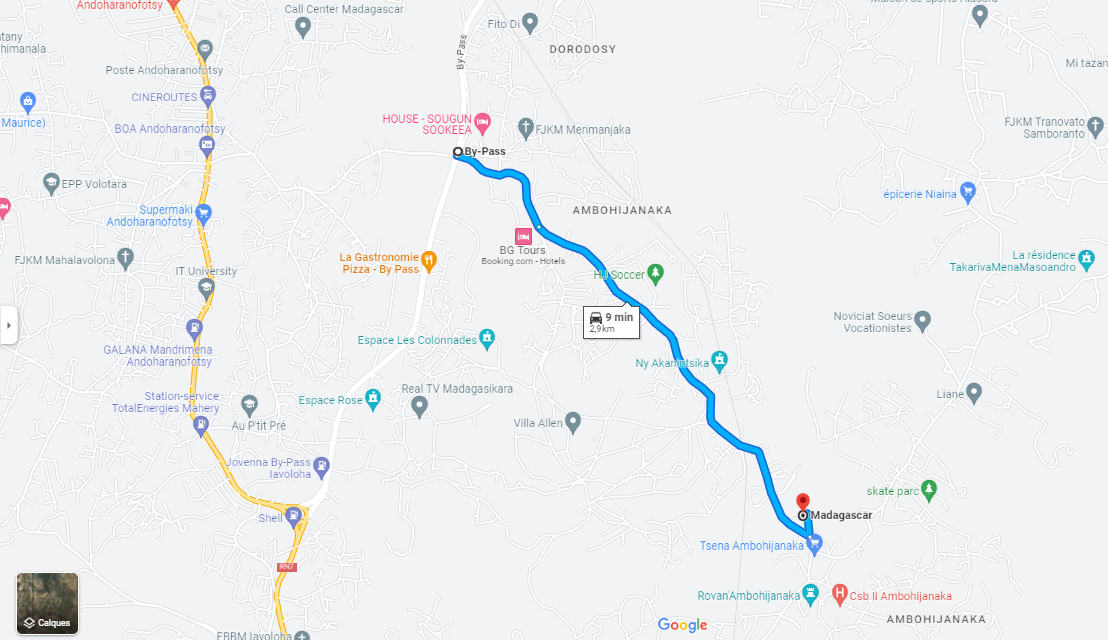 Andoharanofotsy
Call Center Madagascar
Maison de sports Alasora
Fito Di
By-Pass
DORODOSY
himanala
Poste Andoharanofotsy
Mi tazan
CINEROUTES
Maurice)
HOUSE - SOUGUN
SOOKEEA
FJKM Merimanjaka
BOA Andoharanofotsy
FJKM Tranovato
Samboranto
By-Pass
EPP Volotara
épicerie Niaina
Supermaki
Andoharanofotsy
AMBOHIJANAKA
BG Tours
Booking.com - Hotels
FJKM Mahalavolona
La Gastronomie
Pizza - By Pass
IT University
HJ Soccer
La résidence
TakarivaMenaMasoandro
9 min
2,9 km
Noviciat Soeurs
Vocationistes
GALANA Mandrimena
Andoharanofotsy
Espace Les Colonnades
Ny Akanintsika
Real TV Madagasikara
Station-service
TotalEnergies Mahery
Espace Rose
Liane
Au P'tit Pré
Villa Allen
Jovenna By-Pass
Iavoloha
skate parc
Shell
Madagascar
Tsena Ambohijanaka
RN7
Rovan'Ambohijanaka
Csb Ii Ambohijanaka
AMBOHIJANAKA
Calques
Google
FBBM Iavoloha